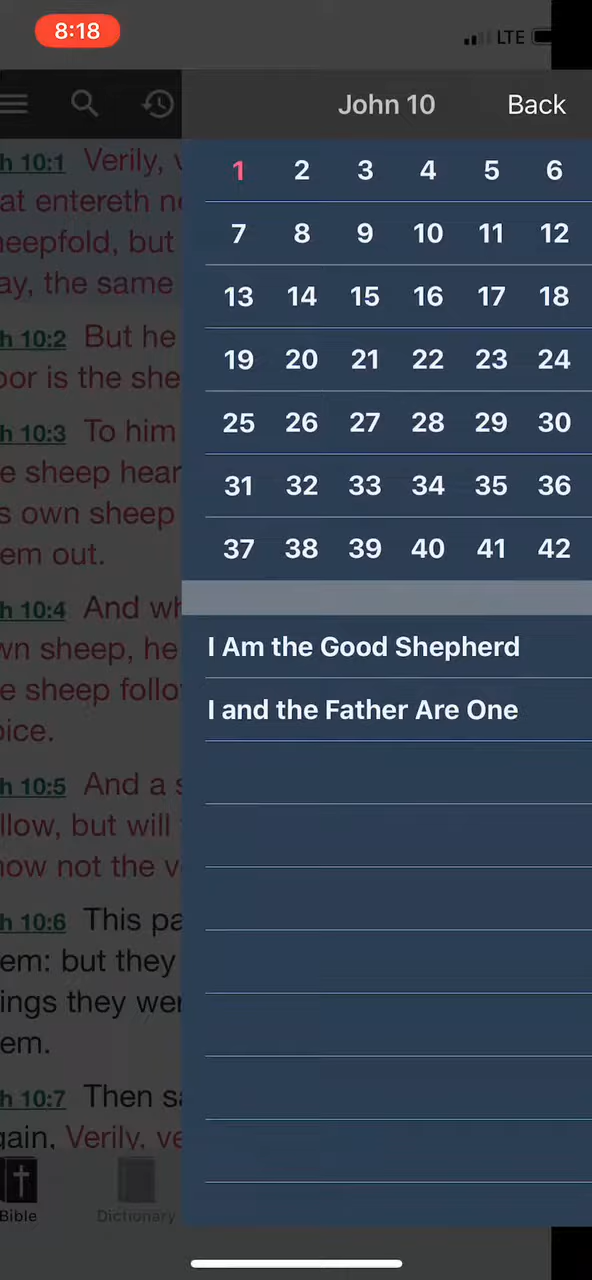 8:18
LTE
John 10
Back
1 2 3 4 5 6
7 8 9 10 11 12
13 14 15 16 17 18
19 20 21 22 23 24
25 26 27 28 29 30
31 32 33 34 35 36
37 38 39 40 41 42
I Am the Good Shepherd
I and the Father Are One
h 10:1 Verily, v
at entereth n
eepfold, but
ay, the same
h 10:2 But he
oor is the she
h 10:3 To him
e sheep hear
s own sheep
em out.
h 10:4 And wh
wn sheep, he
e sheep follo
oice.
h 10:5 And a s
llow, but will
now not the v
h 10:6 This pa
em: but they
ings they wer
em.
h 10:7 Then sa
gain, Verily, ve
Bible
Dictionary